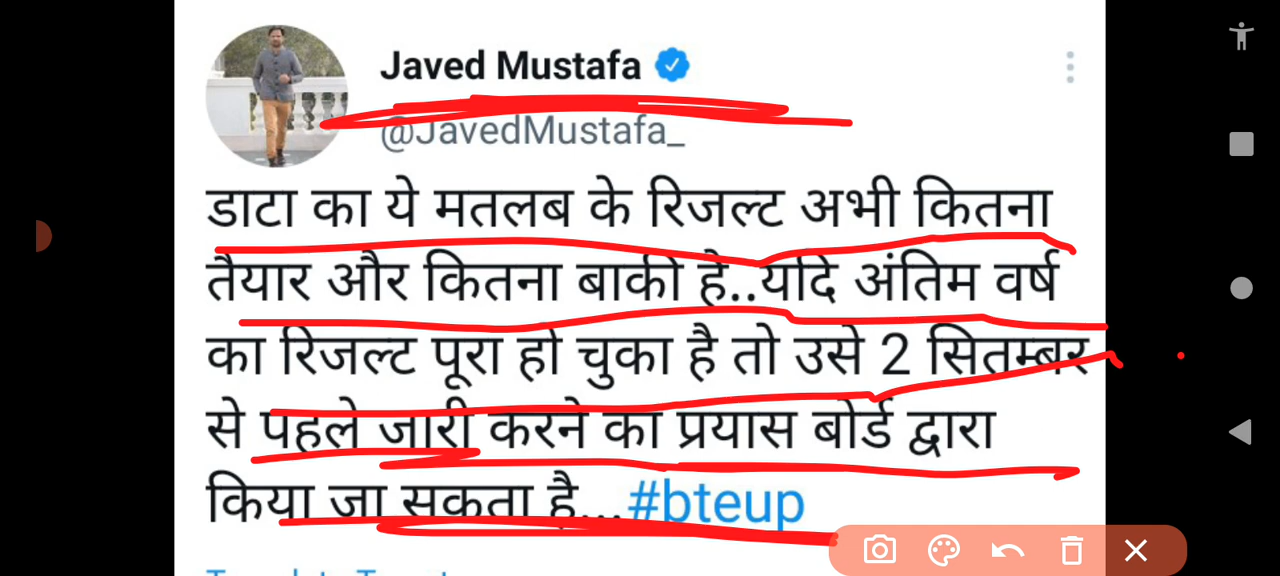 Javed Mustafa
@JavedMustafa_
डाटा का ये मतलब के रिजल्ट अभी कितना
तैयार और कितना बाकी है..यदि अंतिम वर्ष
का रिजल्ट पूरा हो चुका है तो उसे 2 सितम्बर
से पहले जारी करने का प्रयास बोर्ड द्वारा
किया जा सकता है...#bteup